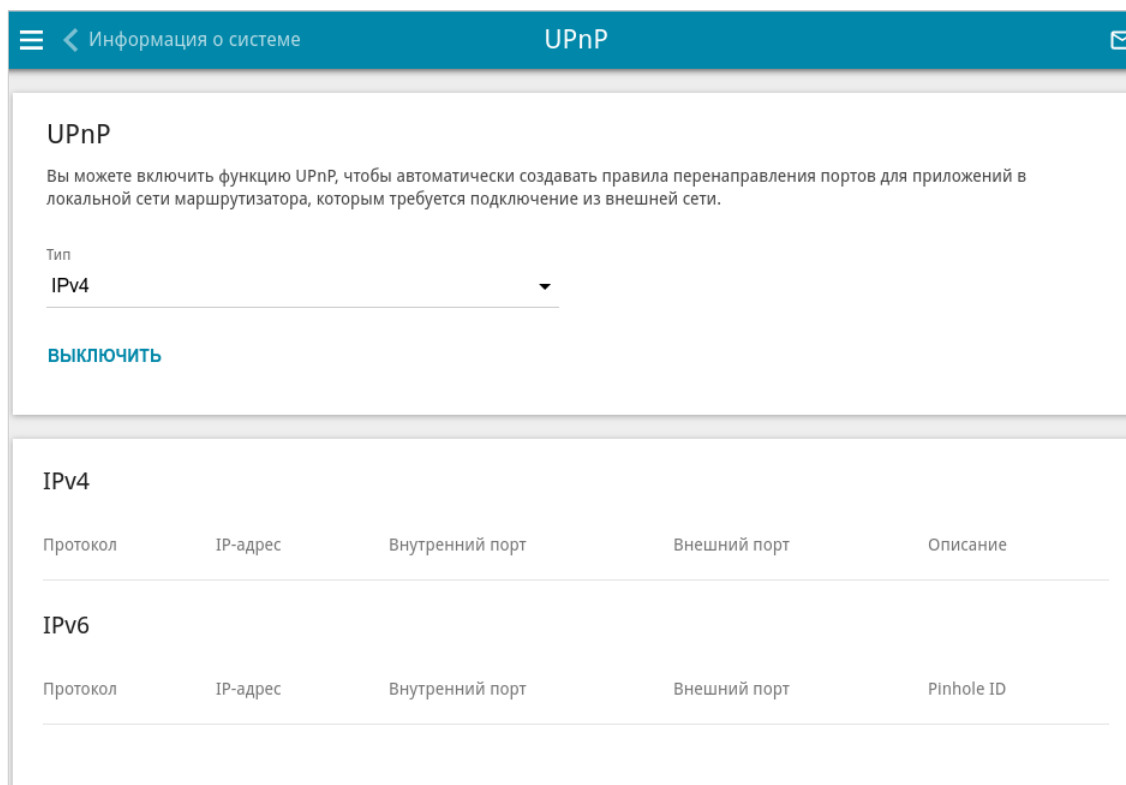 Информация о системе UPnP
UPnP
Вы можете включить функцию UPnP, чтобы автоматически создавать правила перенаправления портов для приложений в
локальной сети маршрутизатора, которым требуется подключение из внешней сети.
Тип
IPv4
ВЫКЛЮЧИТЬ
IPv4
Протокол IP-адрес Внутренний порт Внешний порт Описание
IPv6
Протокол IP-адрес Внутренний порт Внешний порт Pinhole ID